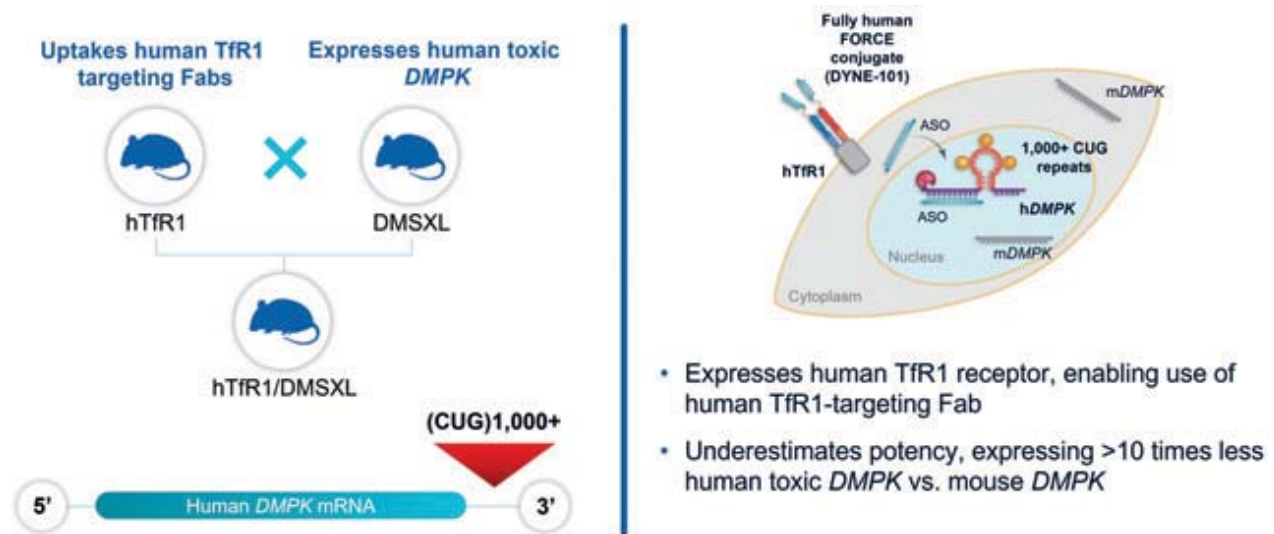 Uptakes human TfR1
targeting Fabs
Expresses human toxic
DMPK
hTfR1
DMSXL
hTfR1/DMSXL
(CUG)1,000+
5'
Human DMPK mRNA
3'
Fully human
FORCE
conjugate
(DYNE-101)
hTfR1
ASO
mDMPK
1,000+ CUG
repeats
ASO
hDMPK
Nucleus
mDMPK
Cytoplasm
• Expresses human TfR1 receptor, enabling use of
human TfR1-targeting Fab
• Underestimates potency, expressing >10 times less
human toxic DMPK vs. mouse DMPK